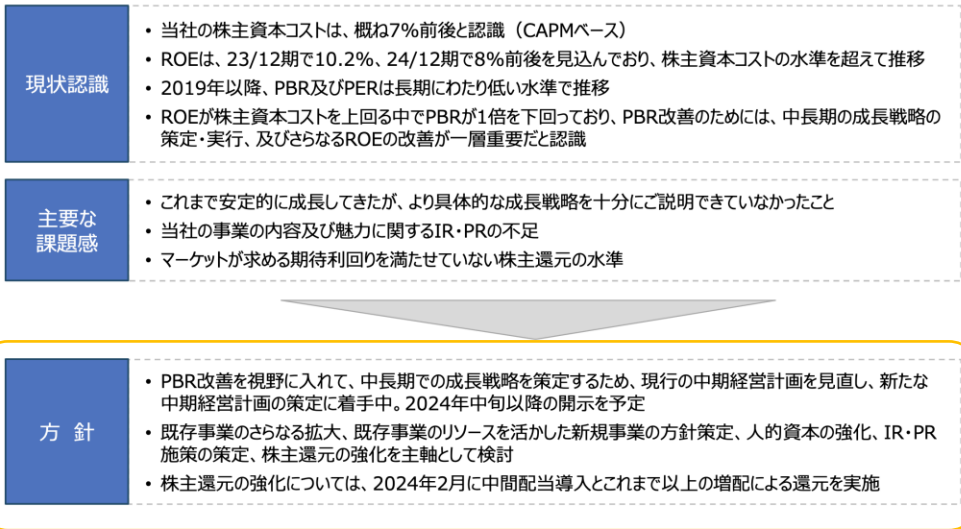 現状認識
• 当社の株主資本コストは、概ね7%前後と認識（CAPMベース）
• ROEは、23/12期で10.2%、24/12期で8%前後を見込んでおり、株主資本コストの水準を超えて推移
• 2019年以降、PBR及びPERは長期にわたり低い水準で推移
• ROEが株主資本コストを上回る中でPBRが1倍を下回っており、PBR改善のためには、中長期の成長戦略の
策定・実行、及びさらなるROEの改善が一層重要だと認識
主要な
課題感
• これまで安定的に成長してきたが、より具体的な成長戦略を十分にご説明できていなかったこと
• 当社の事業の内容及び魅力に関するIR・PRの不足
• マーケットが求める期待利回りを満たせていない株主還元の水準
方 針
• PBR改善を視野に入れて、中長期での成長戦略を策定するため、現行の中期経営計画を見直し、新たな
中期経営計画の策定に着手中。2024年中旬以降の開示を予定
• 既存事業のさらなる拡大、既存事業のリソースを活かした新規事業の方針策定、人的資本の強化、IR・PR
施策の策定、株主還元の強化を主軸として検討
• 株主還元の強化については、2024年2月に中間配当導入とこれまで以上の増配による還元を実施